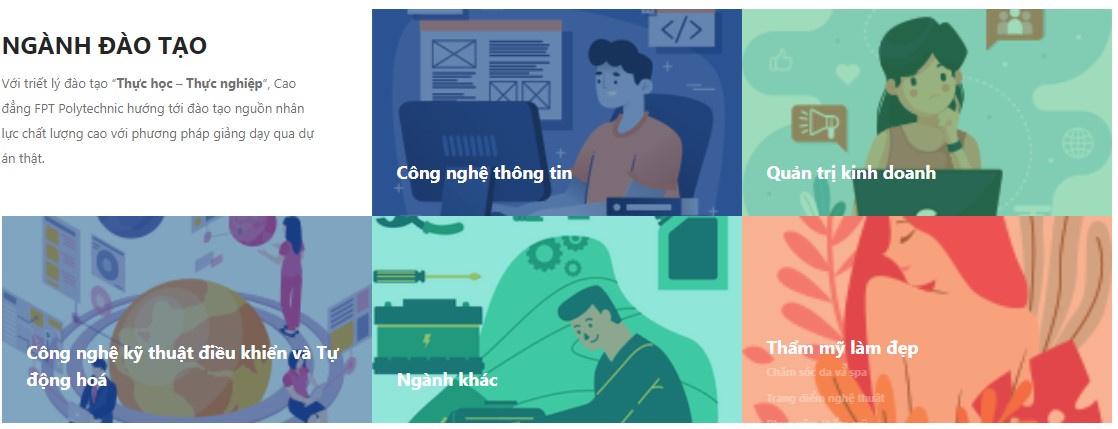 NGÀNH ĐÀO TẠO
Với triết lý đào tạo “Thực học – Thực nghiệp”, Cao
đẳng FPT Polytechnic hướng tới đào tạo nguồn nhân
lực chất lượng cao với phương pháp giảng dạy qua dự
án thật.
</>
Công nghệ thông tin
Quản trị kinh doanh
Công nghệ kỹ thuật điều khiển và Tự
động hoá
Ngành khác
Thẩm mỹ làm đẹp
Chăm sóc da và spa
Trang điểm nghệ thuật